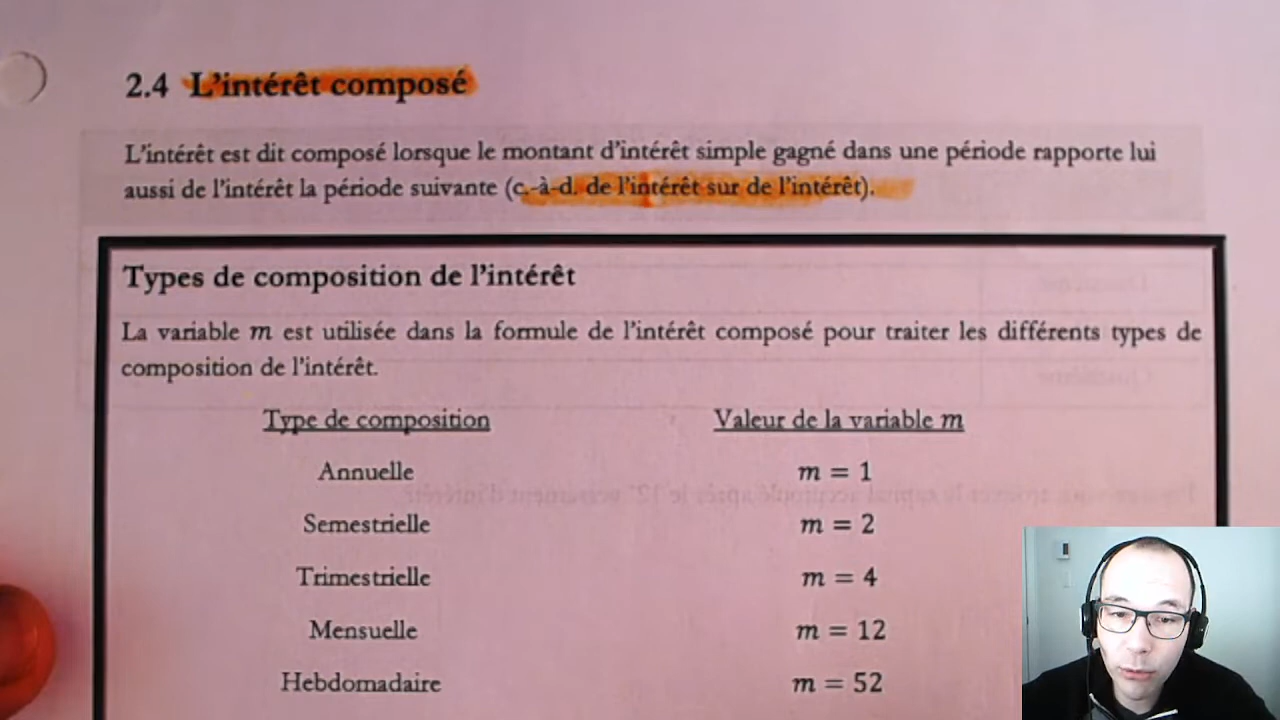 2.4 L'intérêt composé
L'intérêt est dit composé lorsque le montant d'intérêt simple gagné dans une période rapporte lui
aussi de l'intérêt la période suivante (c.-à-d. de l'intérêt sur de l'intérêt).
Types de composition de l'intérêt
La variable m est utilisée dans la formule de l'intérêt composé pour traiter les différents types de
composition de l'intérêt.
Type de composition Valeur de la variable m
Annuelle m = 1
Semestrielle m = 2
Trimestrielle m = 4
Mensuelle m = 12
Hebdomadaire m = 52